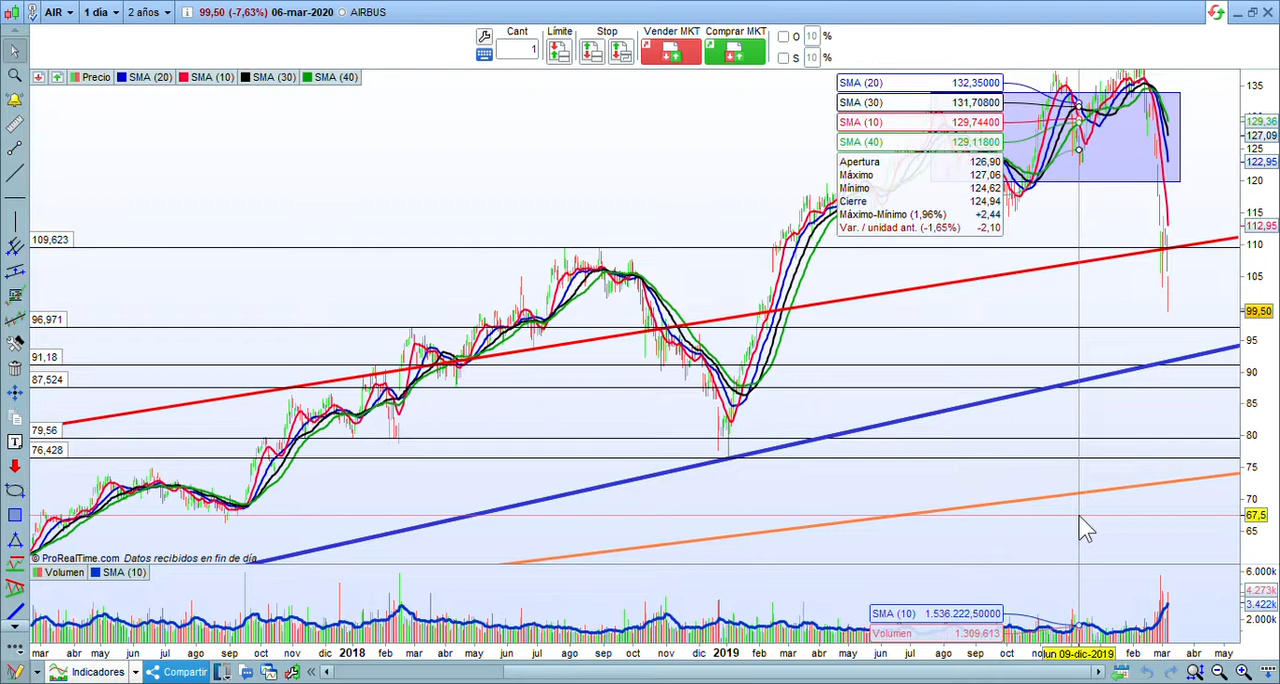 AIR 1 día 2 años 99,50 (-7,63%) 06-mar-2020 AIRBUS
Cant Límite Stop Vender MKT Comprar MKT O 10 %
1 S 10 %
Precio SMA (20) SMA (10) SMA (30) SMA (40)
SMA (20) 132,35000
SMA (30) 131,70800
SMA (10) 129,74400
SMA (40) 129,11800
Apertura 126,90
Máximo 127,06
Mínimo 124,62
Cierre 124,94
Máximo-Mínimo (1,96%) +2,44
Var. / unidad ant. (-1,65%) -2,10
135
129,36
127,09
125
122,95
120
115
112,95
110
105
99,50
95
90
85
80
75
70
67,5
65
109,623
96,971
91,18
87,524
79,56
76,428
© ProRealTime.com Datos recibidos en fin de día
Volumen SMA (10)
SMA (10) 1.536.222,50000
Volumen 1.309,613
6.000k
4.273k
3.422k
2.000k
mar abr may jun jul ago sep oct nov dic 2018 feb mar abr may jun jul ago sep oct nov dic 2019 feb mar abr may jun jul ago sep oct lun 09-dic-2019 feb mar abr may
Indicadores Compartir